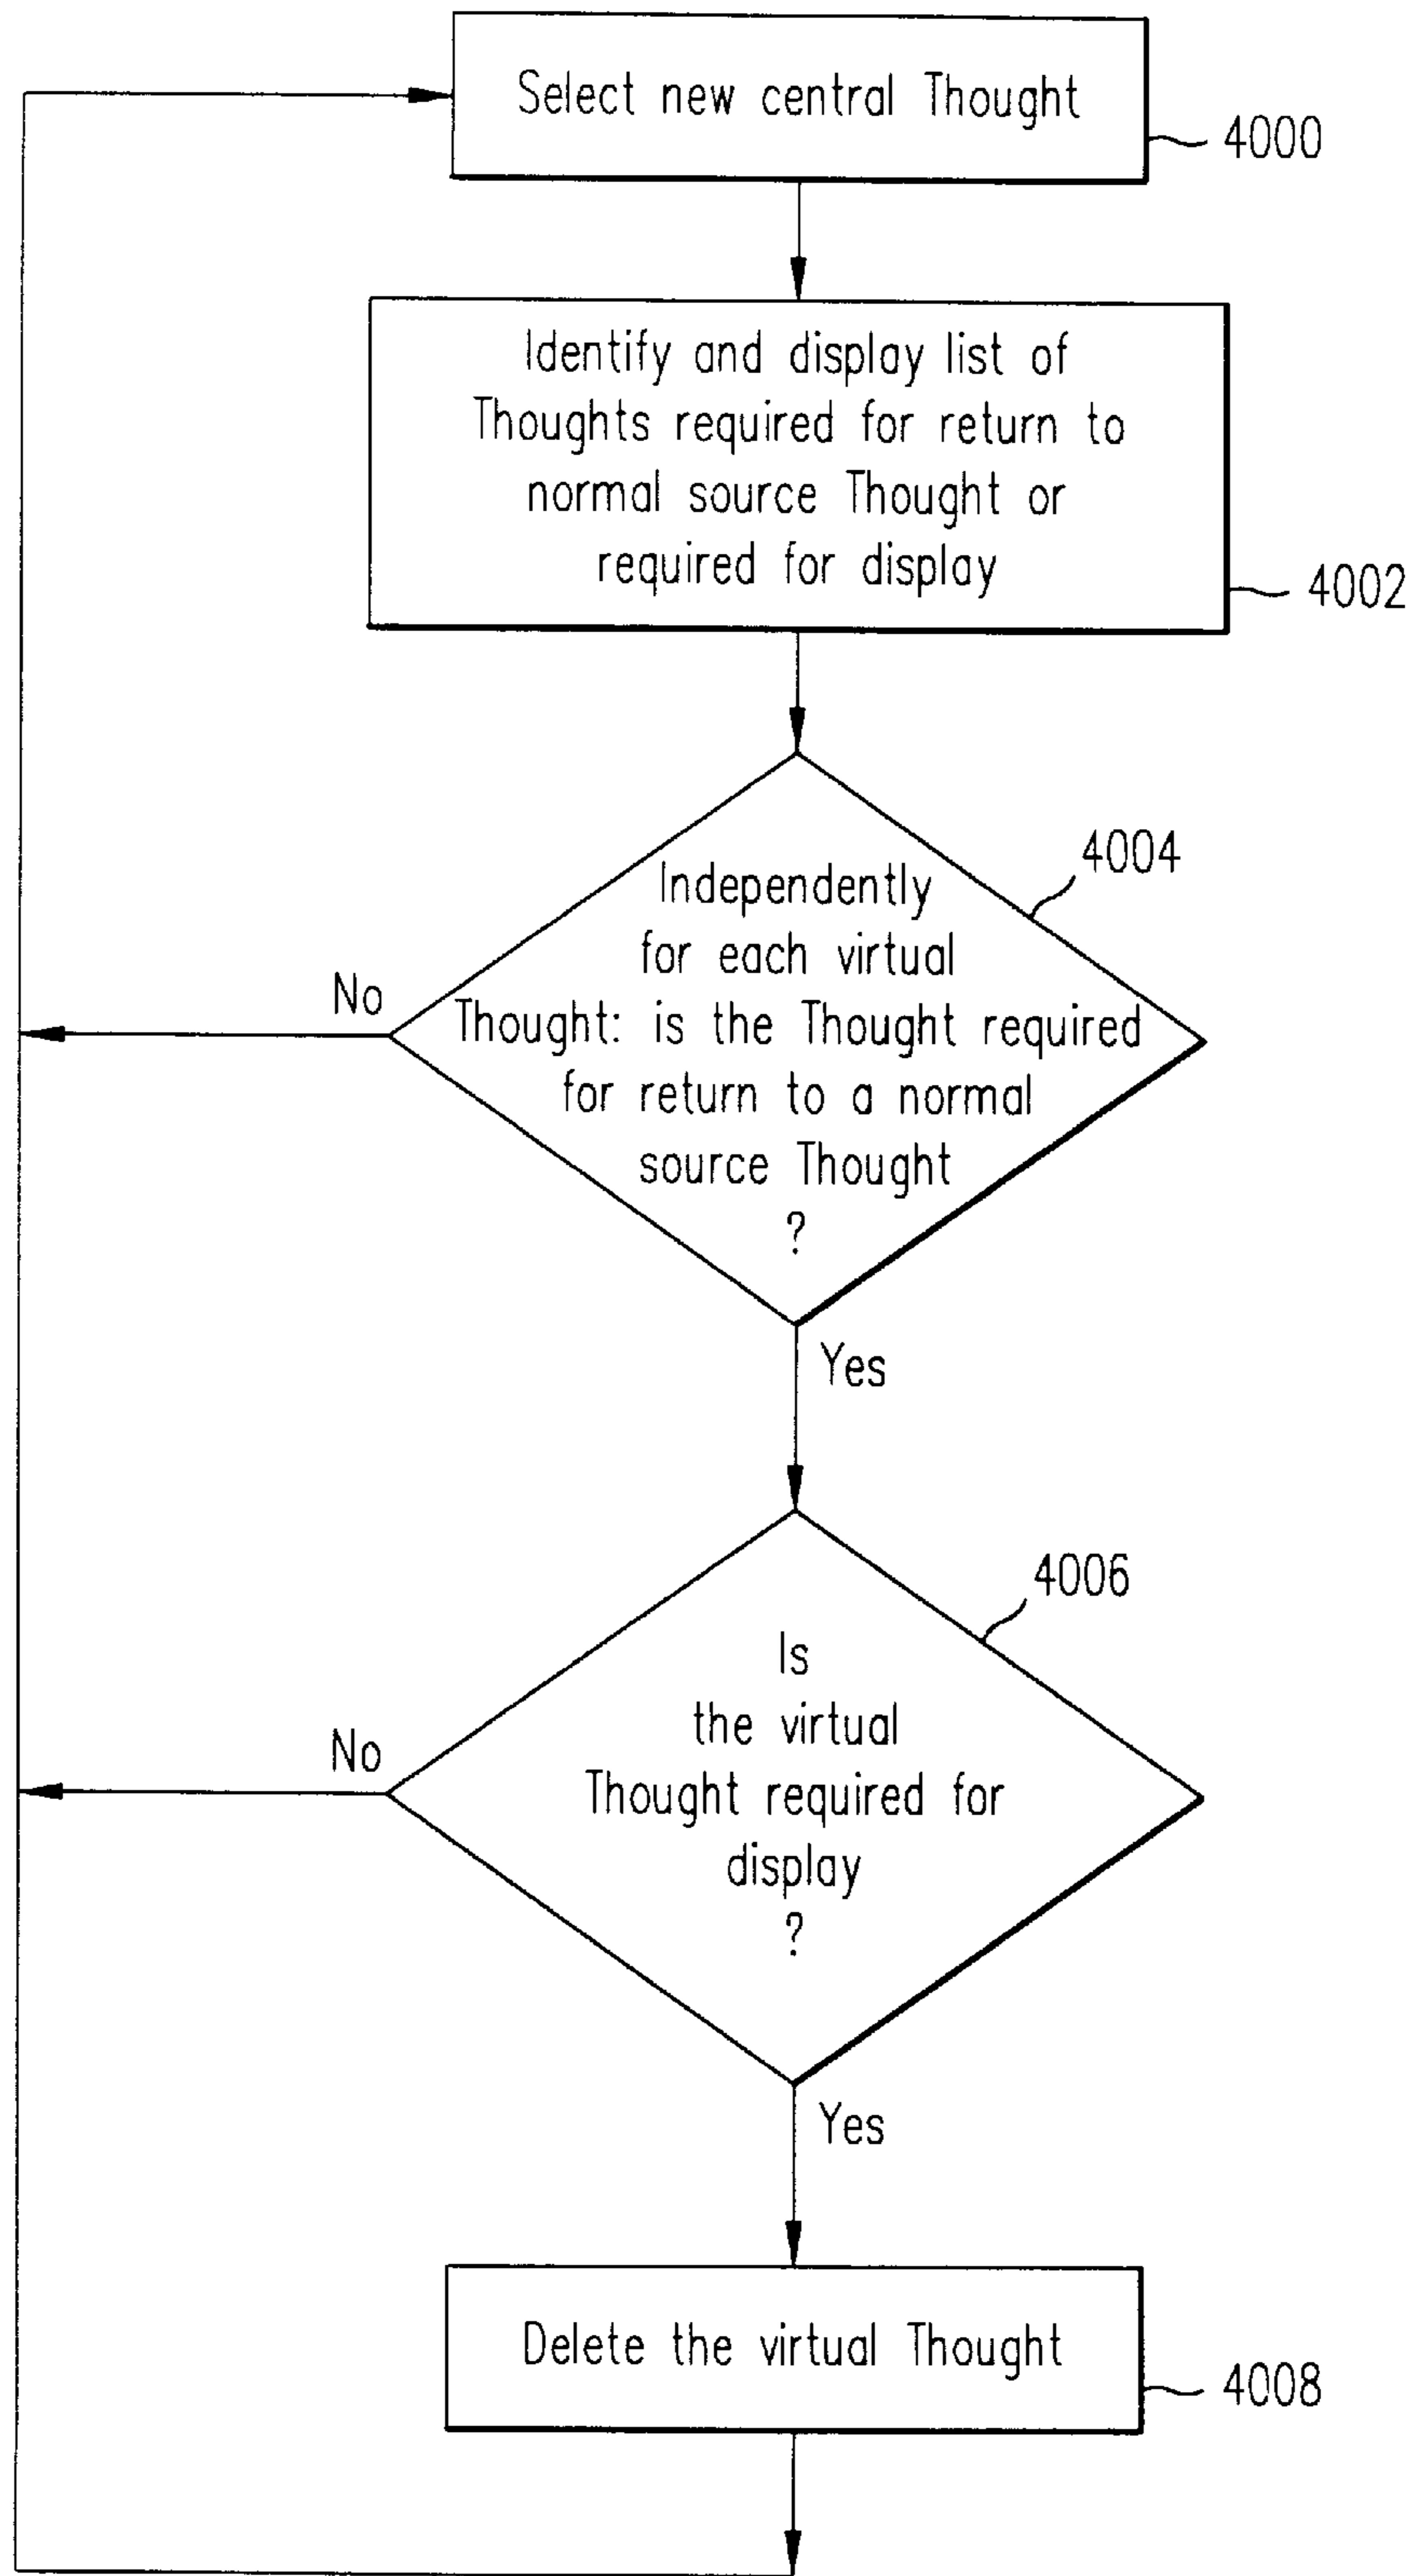 Select new central Thought
4000
Identify and display list of
Thoughts required for return to
normal source Thought or
required for display
4002
4004
Independently
for each virtual
Thought: is the Thought required
for return to a normal
source Thought
?
No
Yes
4006
Is
the virtual
Thought required for
display
?
No
Yes
Delete the virtual Thought
4008